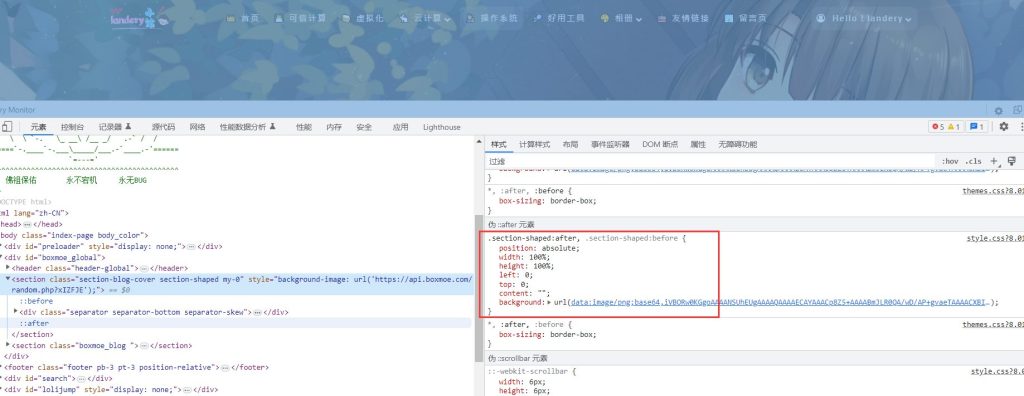 landery 首页 可信计算 虚拟化 云计算 操作系统 好用工具 相册 友情链接 留言页 Hello ! landery
ry Monitor
元素 控制台 记录器 源代码 网络 性能数据分析 性能 内存 安全 应用 Lighthouse 5 1 1
佛祖保佑 永不宕机 永无BUG
DOCTYPE html>
ml lang="zh-CN">
head>⋯</head>
body class="index-page body_color">
<div id="preloader" style="display: none;">⋯</div>
<div id="boxmoe_global">
<header class="header-global">⋯</header>
<section class="section-blog-cover section-shaped my-0" style="background-image: url('https://api.boxmoe.com/
random.php?xIZFJE');"> == $0
::before
<div class="separator separator-bottom separator-skew">⋯</div>
::after
</section>
<section class="boxmoe_blog ">⋯</section>
</div>
<footer class="footer pb-3 pt-3 position-relative">⋯</footer>
<div id="search">⋯</div>
<div id="lolijump" style="display: none;">⋯</div>
样式 计算样式 布局 事件监听器 DOM 断点 属性 无障碍功能
过滤 :hov .cls
*, :after, :before { themes.css?8.01
box-sizing: border-box;
}
伪 ::after 元素
.section-shaped:after, .section-shaped:before { style.css?8.01
position: absolute;
width: 100%;
height: 100%;
left: 0;
top: 0;
content: "";
background: url(data:image/png;base64,iVBORw0KGgoAAAANSUhEUgAAAAQAAAAECAYAAACp8Z5+AAAABmJLR0QA/wD/AP+gvaeTAAAACXBI…);
}
*, :after, :before { themes.css?8.01
box-sizing: border-box;
}
伪 ::scrollbar 元素
::-webkit-scrollbar { style.css?8.0
width: 6px;
height: 6px;